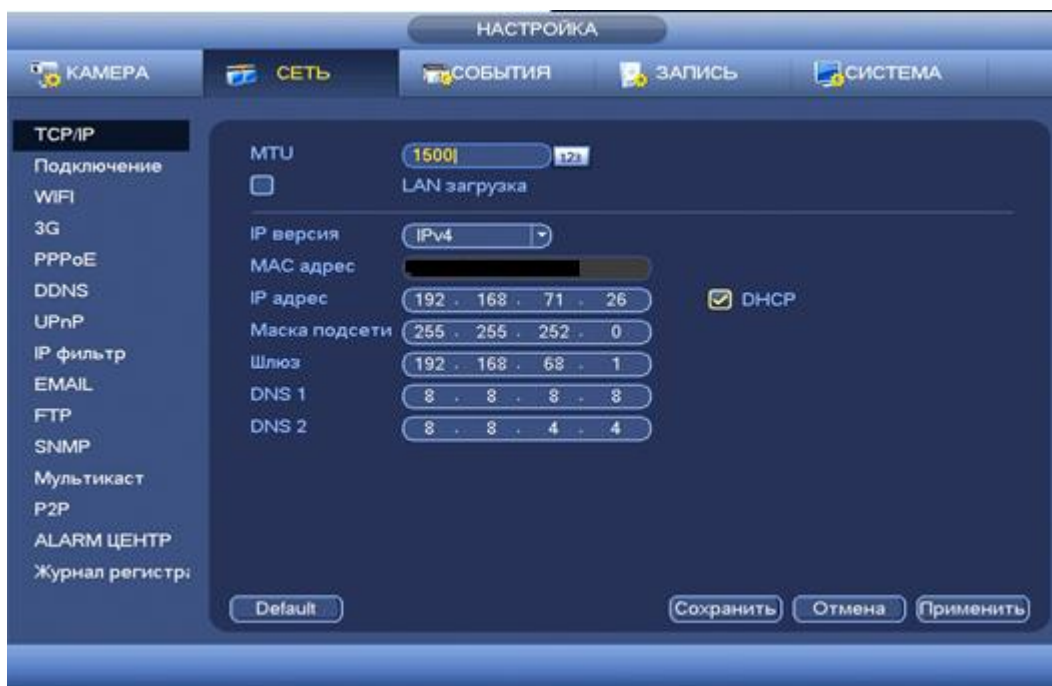 НАСТРОЙКА
КАМЕРА СЕТЬ СОБЫТИЯ ЗАПИСЬ СИСТЕМА
TCP/IP
Подключение
WIFI
3G
PPPoE
DDNS
UPnP
IP фильтр
EMAIL
FTP
SNMP
Мультикаст
P2P
ALARM ЦЕНТР
Журнал регистра
MTU 1500 123
LAN загрузка
IP версия IPv4
MAC адрес
IP адрес 192 . 168 . 71 . 26 DHCP
Маска подсети 255 . 255 . 252 . 0
Шлюз 192 . 168 . 68 . 1
DNS 1 8 . 8 . 8 . 8
DNS 2 8 . 8 . 4 . 4
Default Сохранить Отмена Применить